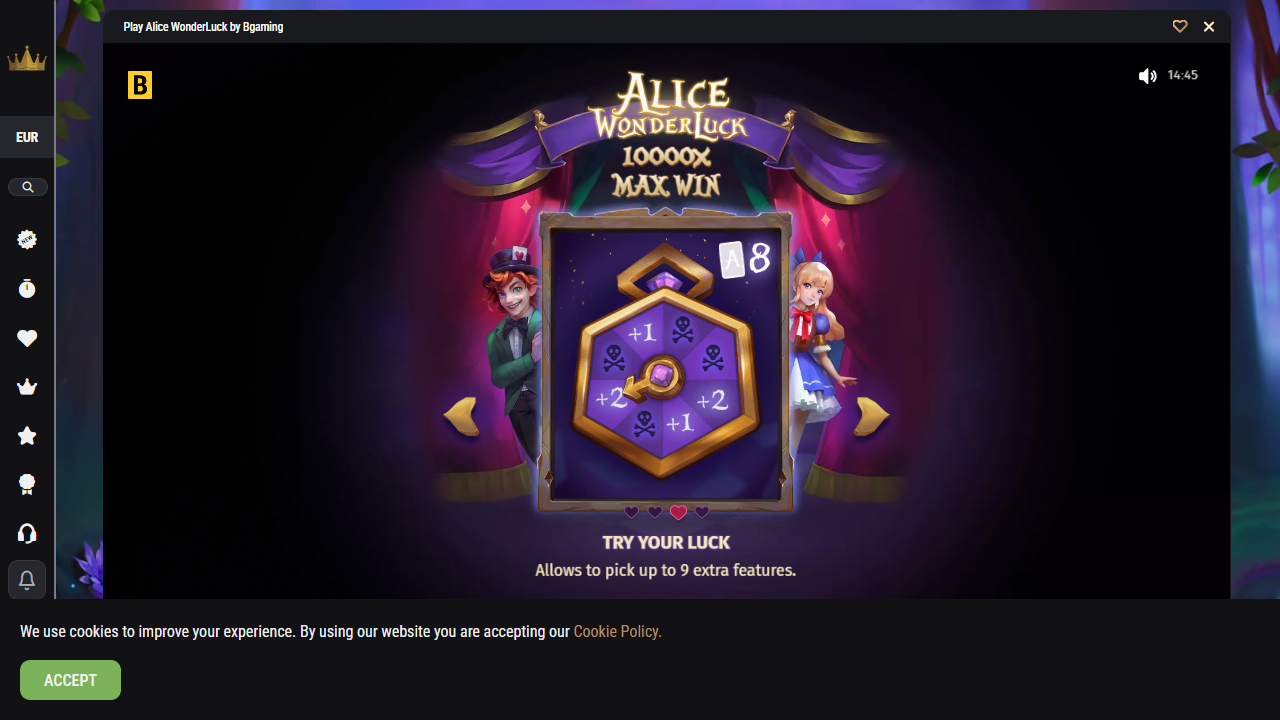 Play Alice WonderLuck by Bgaming
EUR
NEW
B
14:45
ALICE
WONDERLUCK
10000X
MAX WIN
A 8
+1
+2
+2
+1
TRY YOUR LUCK
Allows to pick up to 9 extra features.
We use cookies to improve your experience. By using our website you are accepting our Cookie Policy.
ACCEPT